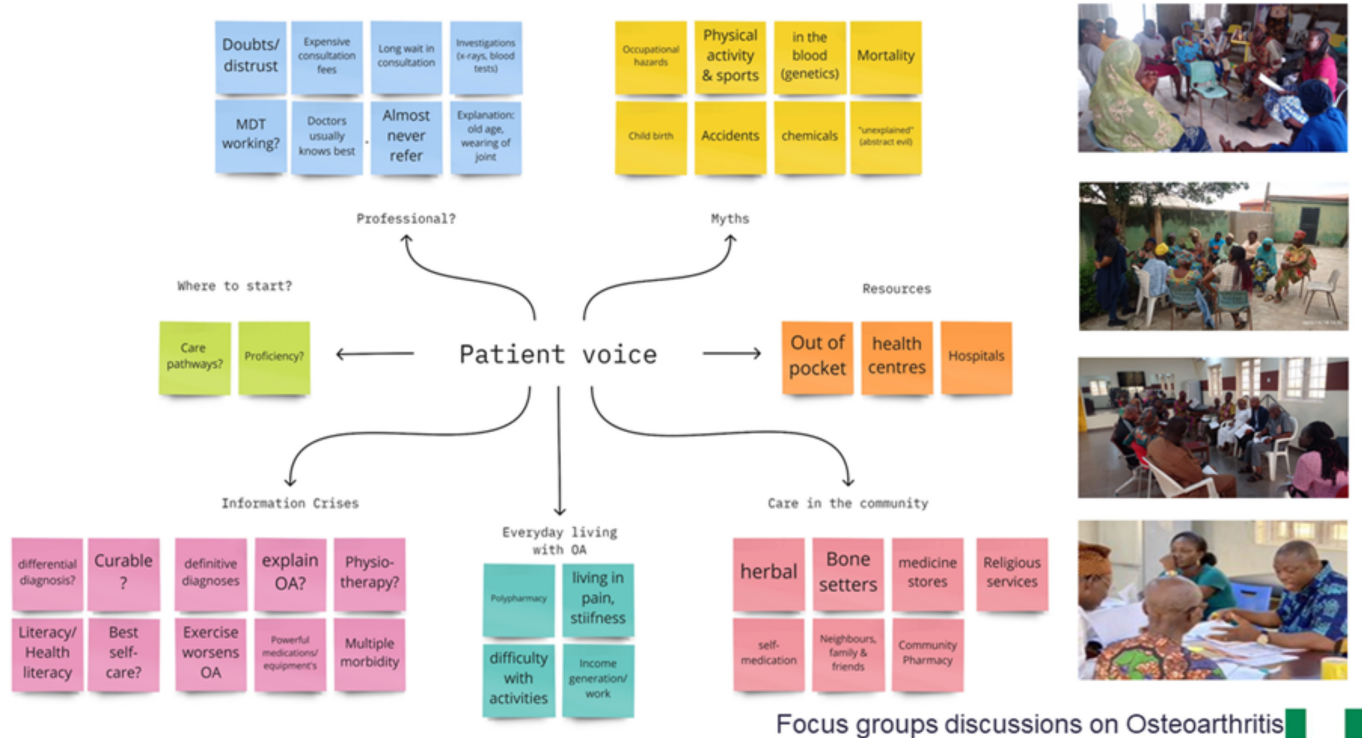 Doubts/
distrust
Expensive
consultation
fees
Long wait in
consultation
Investigations
(x-rays, blood
tests)
MDT
working?
Doctors
usually
knows best
.
Almost
never
refer
Explanation:
old age,
wearing of
joint
Professional?
Occupational
hazards
Physical
activity
& sports
in the
blood
(genetics)
Mortality
Child birth
Accidents
chemicals
"unexplained"
(abstract evil)
Myths
Where to start?
Care
pathways?
Proficiency?
Patient voice
Resources
Out of
pocket
health
centres
Hospitals
Information Crises
differential
diagnosis?
Curable
?
definitive
diagnoses
explain
OA?
Physio-
therapy?
Literacy/
Health
literacy
Best
self-
care?
Exercise
worsens
OA
Powerful
medications/
equipment's
Multiple
morbidity
Everyday living
with OA
Polypharmacy
living in
pain,
stiifness
difficulty
with
activities
Income
generation/
work
Care in the community
herbal
Bone
setters
medicine
stores
Religious
services
self-
medication
Neighbours,
family &
friends
Community
Pharmacy
Focus groups discussions on Osteoarthritis